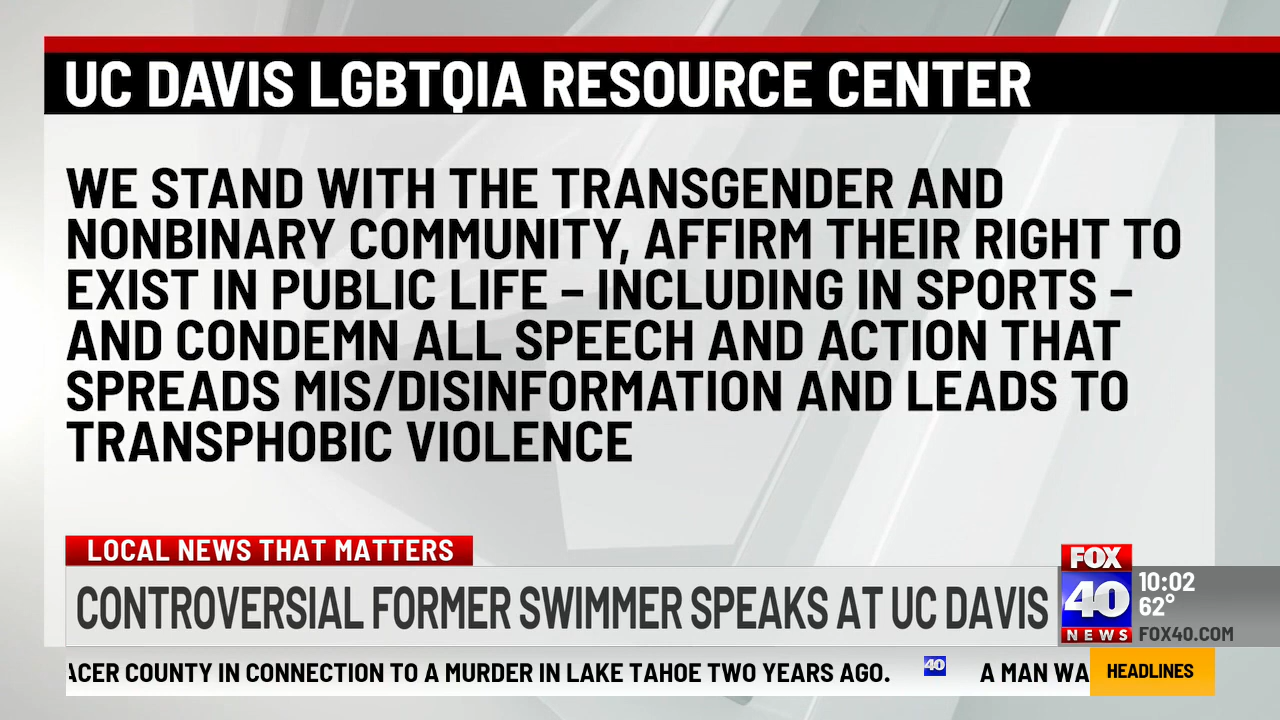 UC DAVIS LGBTQIA RESOURCE CENTER
WE STAND WITH THE TRANSGENDER AND
NONBINARY COMMUNITY, AFFIRM THEIR RIGHT TO
EXIST IN PUBLIC LIFE – INCLUDING IN SPORTS –
AND CONDEMN ALL SPEECH AND ACTION THAT
SPREADS MIS/DISINFORMATION AND LEADS TO
TRANSPHOBIC VIOLENCE
LOCAL NEWS THAT MATTERS
CONTROVERSIAL FORMER SWIMMER SPEAKS AT UC DAVIS
FOX
40
NEWS
10:02
62°
FOX40.COM
ACER COUNTY IN CONNECTION TO A MURDER IN LAKE TAHOE TWO YEARS AGO. 40 A MAN WA
HEADLINES